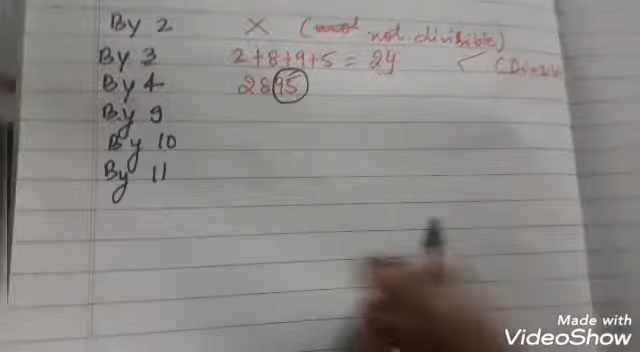 By 2 X (not divisible)
By 3 2+8+9+5 = 24 (Divisib
By 4 2895
By 9
By 10
By 11
Made with
VideoShow